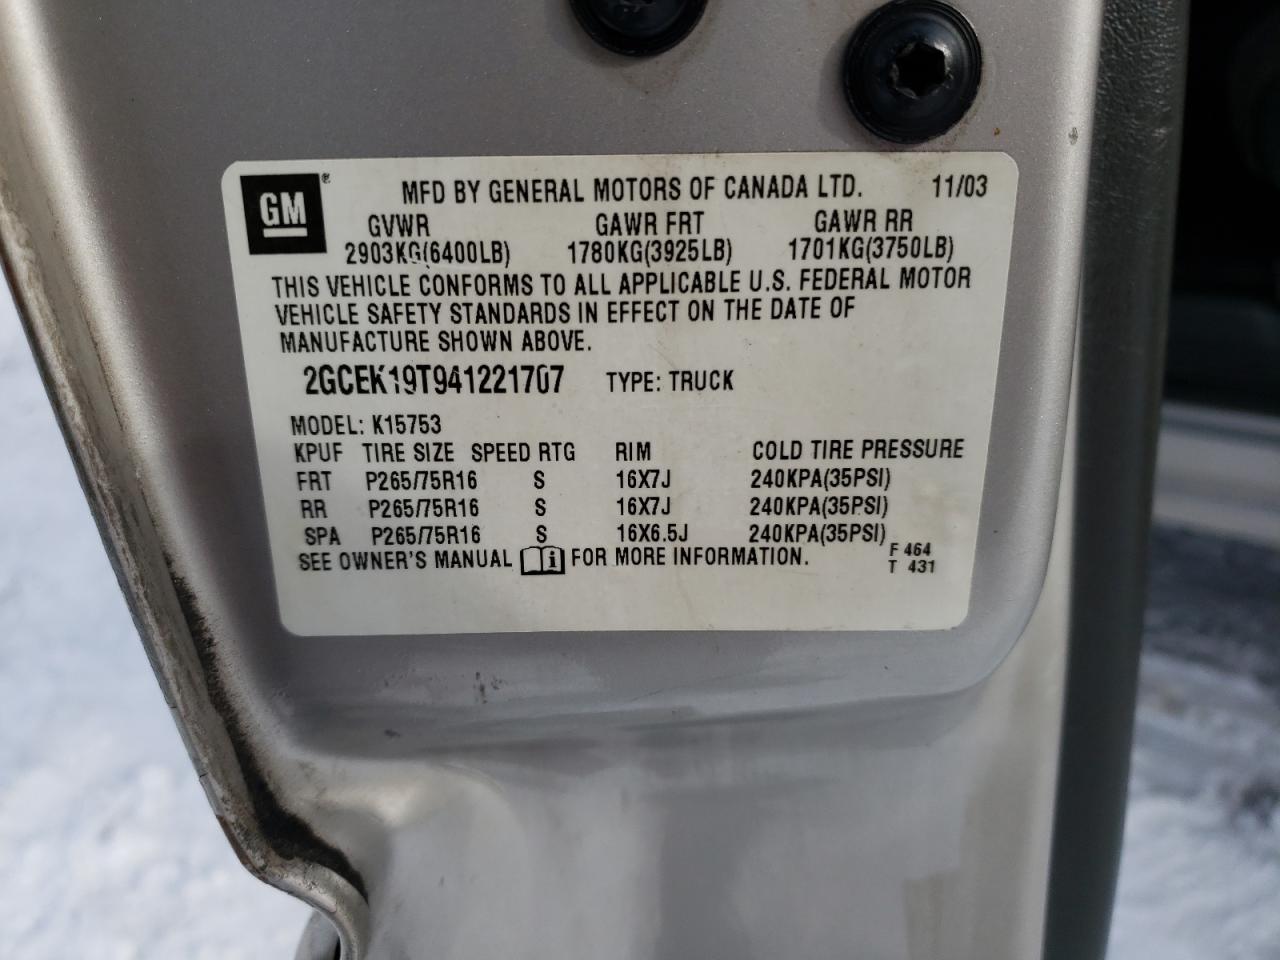 GM ® MFD BY GENERAL MOTORS OF CANADA LTD. 11/03
GVWR GAWR FRT GAWR RR
2903KG(6400LB) 1780KG(3925LB) 1701KG(3750LB)
THIS VEHICLE CONFORMS TO ALL APPLICABLE U.S. FEDERAL MOTOR
VEHICLE SAFETY STANDARDS IN EFFECT ON THE DATE OF
MANUFACTURE SHOWN ABOVE.
2GCEK19T941221707 TYPE: TRUCK
MODEL: K15753
KPUF TIRE SIZE SPEED RTG RIM COLD TIRE PRESSURE
FRT P265/75R16 S 16X7J 240KPA(35PSI)
RR P265/75R16 S 16X7J 240KPA(35PSI)
SPA P265/75R16 S 16X6.5J 240KPA(35PSI)
SEE OWNER'S MANUAL i FOR MORE INFORMATION. F 464
T 431